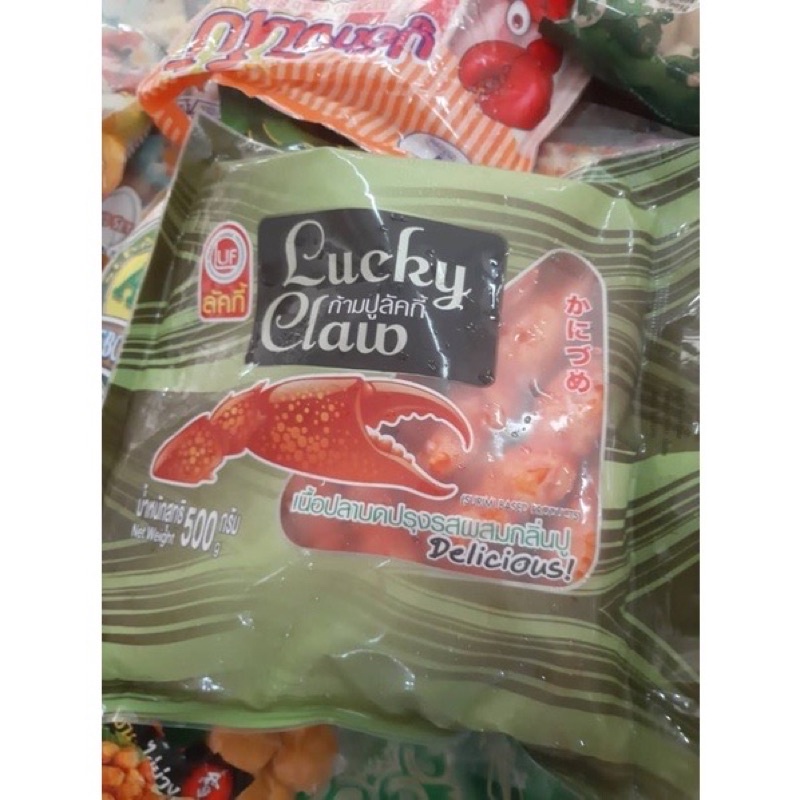 LUF
ลัคกี้
Lucky
ก้ามปูลัคกี้
Claw
かにづめ
(SURIMI BASED PRODUCTS)
เนื้อปลาบดปรุงรสผสมกลิ่นปู
Delicious!
น้ำหนักสุทธิ 500 กรัม
Net Weight g